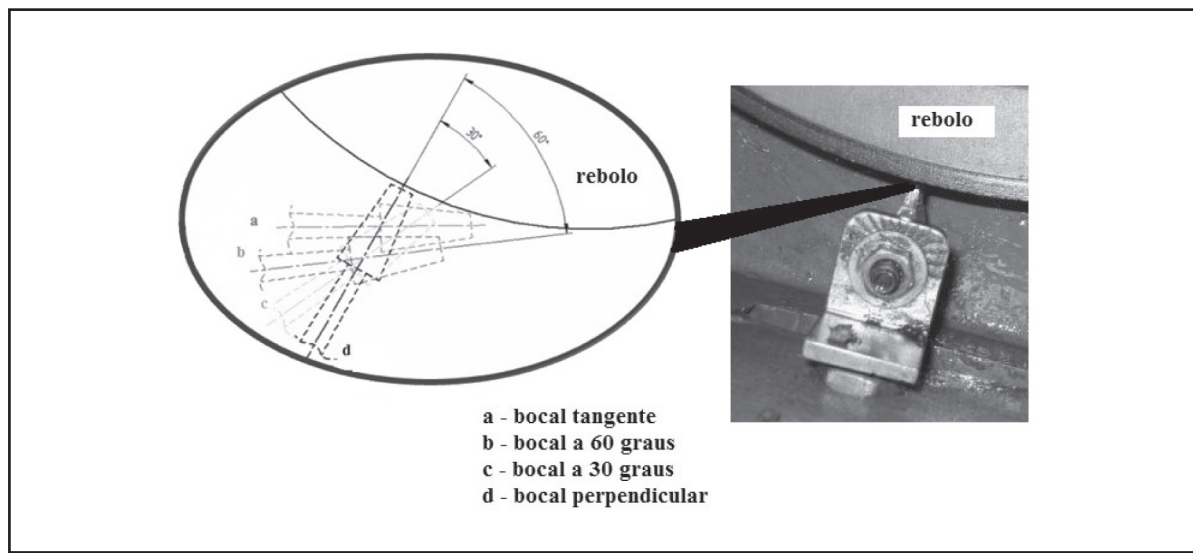 30°
60°
rebolo
a
b
c
d
rebolo
a - bocal tangente
b - bocal a 60 graus
c - bocal a 30 graus
d - bocal perpendicular